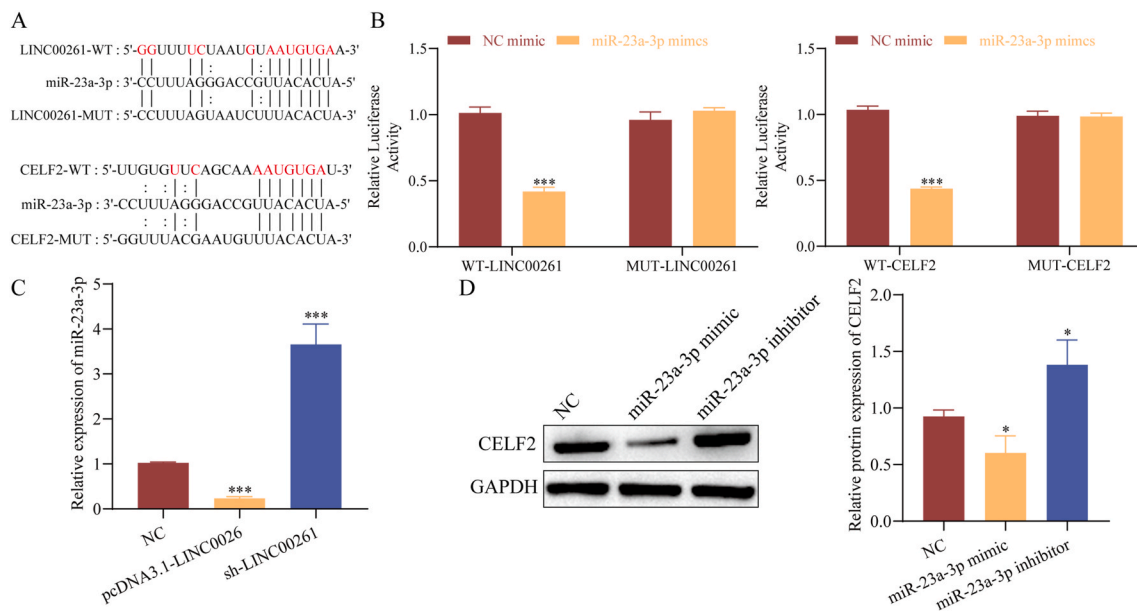 A
LINC00261-WT : 5'-GGUUUUCUAAUGUAAUGUGAA-3'
miR-23a-3p : 3'-CCUUUAGGGACCGUUACACUA-5'
LINC00261-MUT : 5'-CCUUUAGUAAUCUUUACACUA-3'
CELF2-WT : 5'-UUGUGUUCAGCAAAAUGUGAU-3'
miR-23a-3p : 3'-CCUUUAGGGACCGUUACACUA-5'
CELF2-MUT : 5'-GGUUUACGAAUGUUUACACUA-3'
B
NC mimic
miR-23a-3p mimcs
Relative Luciferase
Activity
1.5
1.0
0.5
0.0
***
WT-LINC00261
MUT-LINC00261
NC mimic
miR-23a-3p mimcs
Relative Luciferase
Activity
1.5
1.0
0.5
0.0
***
WT-CELF2
MUT-CELF2
C
Relative expression of miR-23a-3p
5
4
3
2
1
0
***
***
NC
pcDNA3.1-LINC0026
sh-LINC00261
D
NC
miR-23a-3p mimic
miR-23a-3p inhibitor
CELF2
GAPDH
Relative protrin expression of CELF2
2.0
1.5
1.0
0.5
0.0
*
*
NC
miR-23a-3p mimic
miR-23a-3p inhibitor